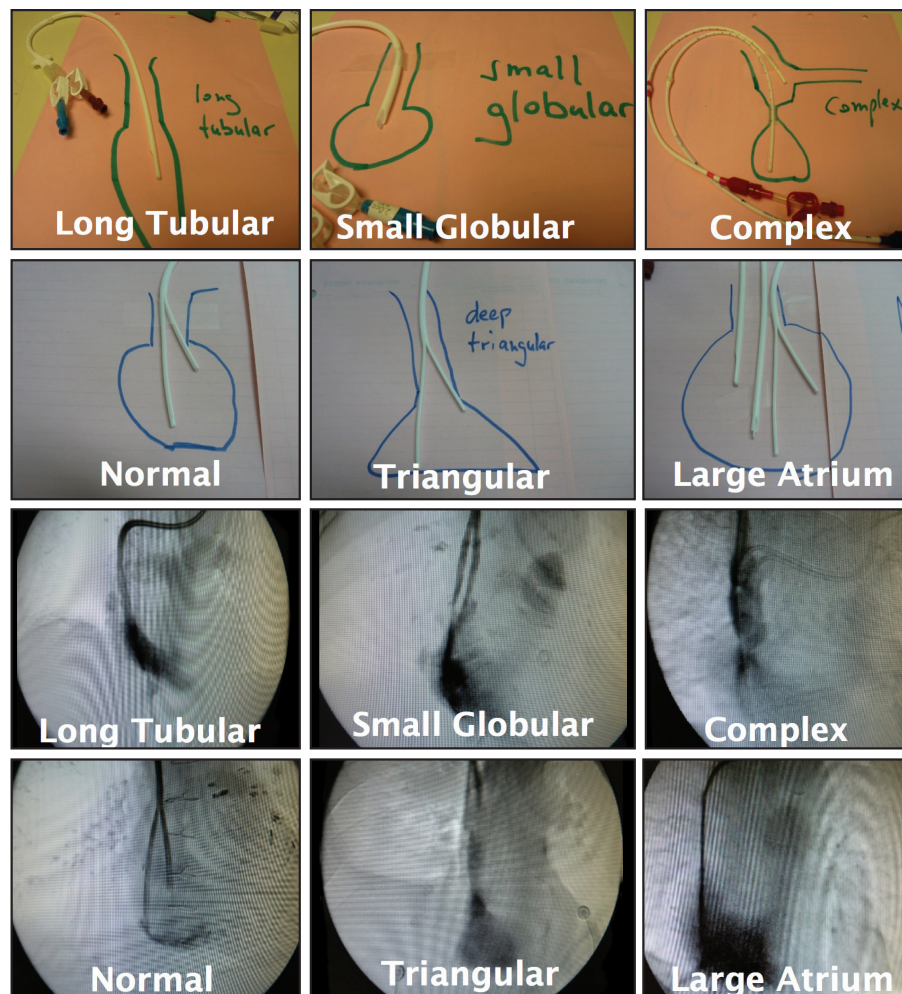 long
tubular
Long Tubular
small
globular
Small Globular
Complex
Complex
Normal
deep
triangular
Triangular
Large Atrium
Long Tubular
Small Globular
Complex
Normal
Triangular
Large Atrium